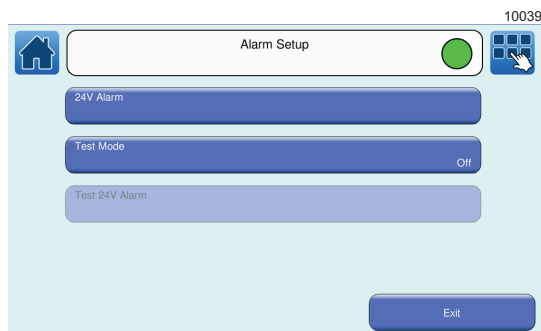 10039
Alarm Setup
24V Alarm
Test Mode
Off
Test 24V Alarm
Exit